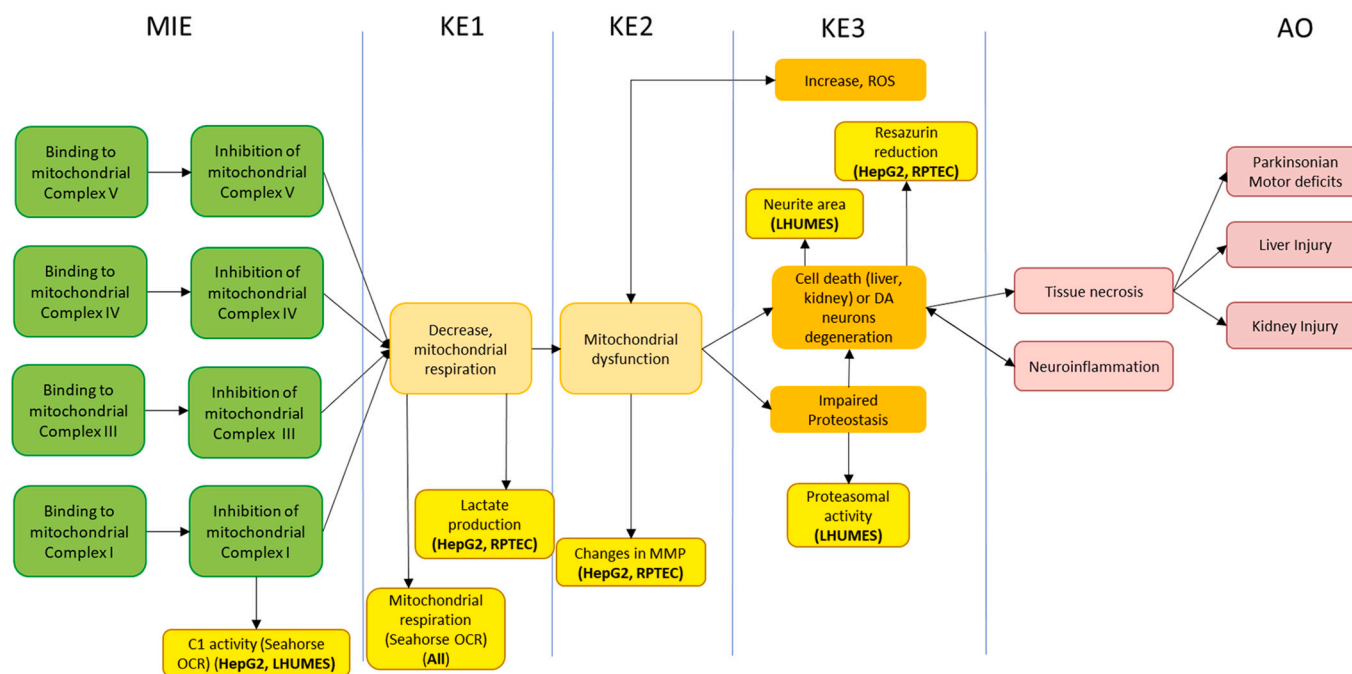 MIE
KE1
KE2
KE3
AO
Binding to
mitochondrial
Complex V
Inhibition of
mitochondrial
Complex V
Binding to
mitochondrial
Complex IV
Inhibition of
mitochondrial
Complex IV
Binding to
mitochondrial
Complex III
Inhibition of
mitochondrial
Complex III
Binding to
mitochondrial
Complex I
Inhibition of
mitochondrial
Complex I
C1 activity (Seahorse
OCR) (HepG2, LHUMES)
Decrease,
mitochondrial
respiration
Lactate
production
(HepG2, RPTEC)
Mitochondrial
respiration
(Seahorse OCR)
(All)
Mitochondrial
dysfunction
Changes in MMP
(HepG2, RPTEC)
Increase, ROS
Resazurin
reduction
(HepG2, RPTEC)
Neurite area
(LHUMES)
Cell death (liver,
kidney) or DA
neurons
degeneration
Impaired
Proteostasis
Proteasomal
activity
(LHUMES)
Tissue necrosis
Neuroinflammation
Parkinsonian
Motor deficits
Liver Injury
Kidney Injury